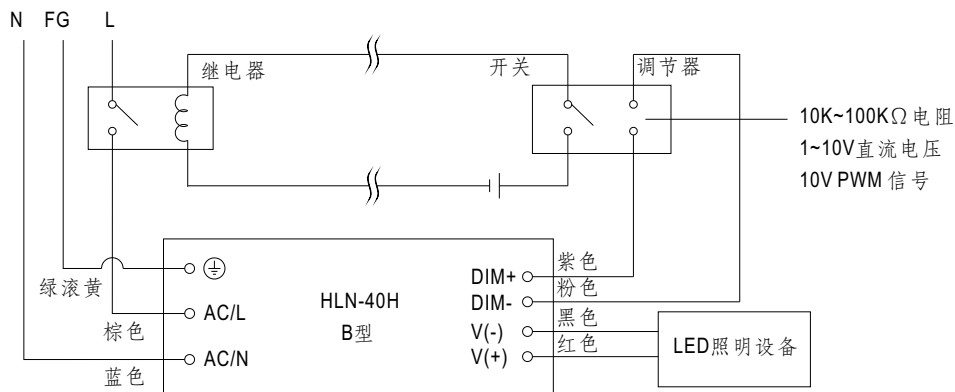 N FG L
继电器
开关
调节器
10K~100KΩ电阻
1~10V直流电压
10V PWM 信号
绿滚黄
棕色
蓝色
AC/L
AC/N
HLN-40H
B型
DIM+
DIM-
V(-)
V(+)
紫色
粉色
黑色
红色
LED照明设备